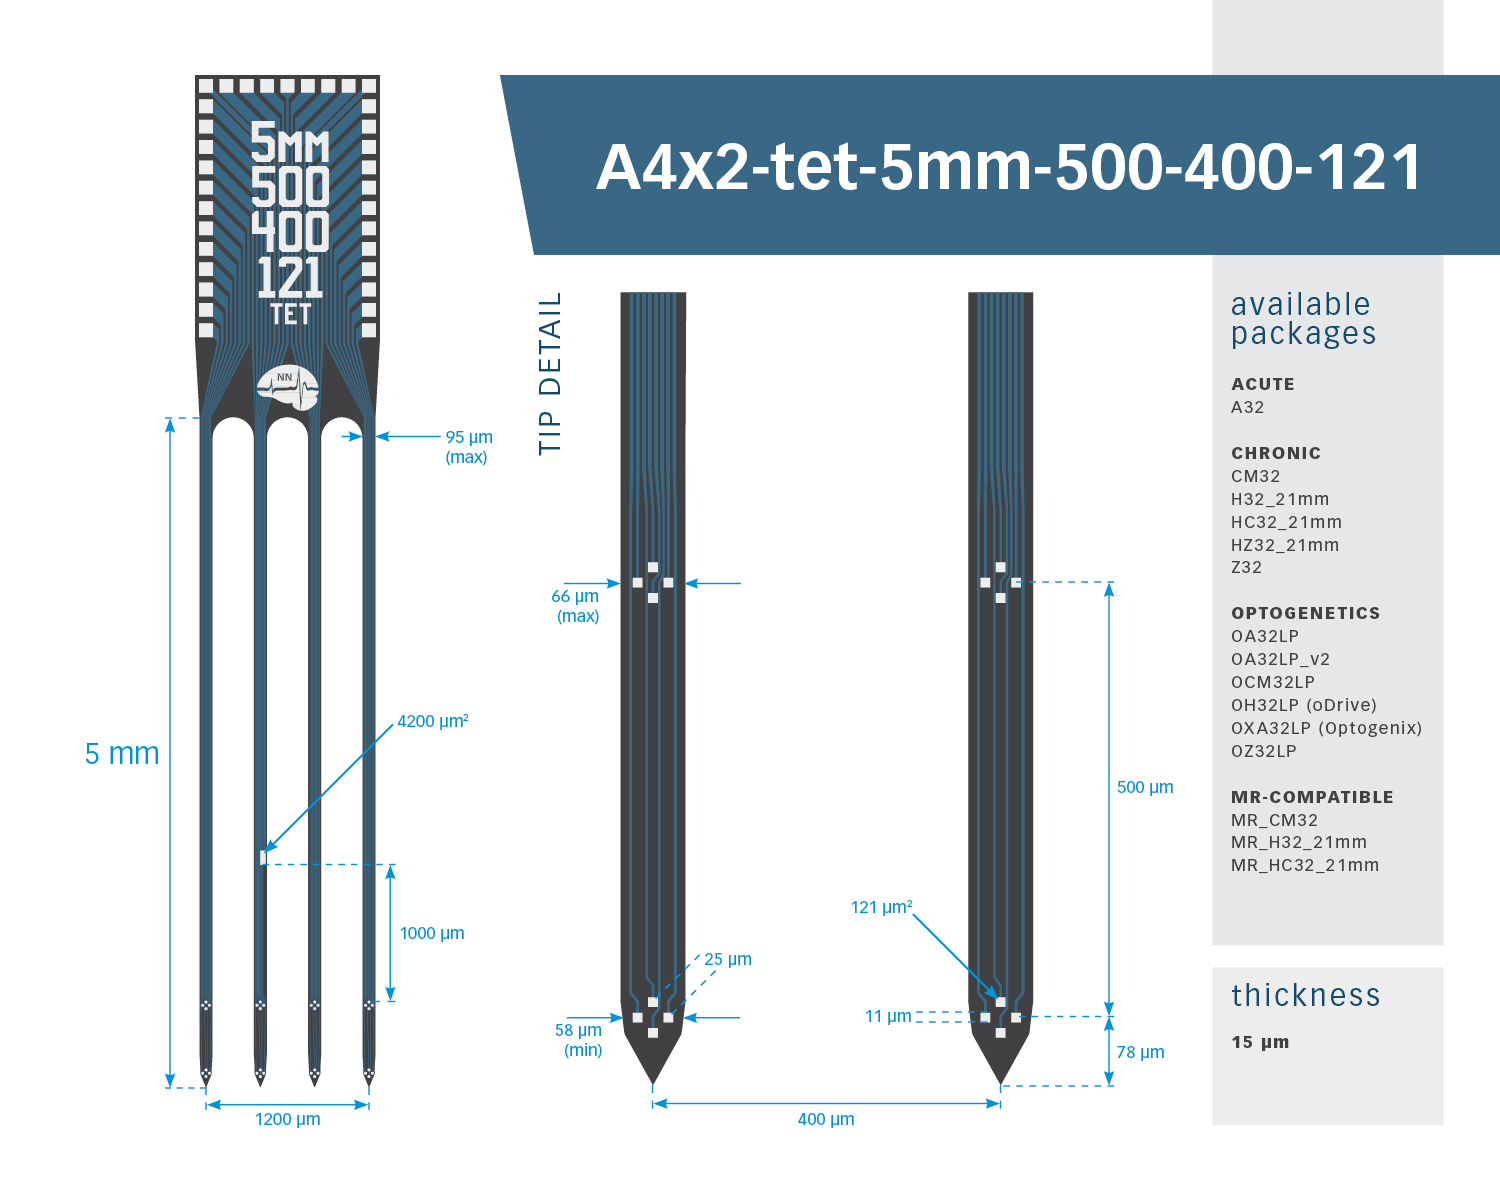 A4x2-tet-5mm-500-400-121
5MM
500
400
121
TET
NN
95 µm
(max)
5 mm
4200 µm²
1000 µm
1200 µm
TIP DETAIL
66 µm
(max)
25 µm
58 µm
(min)
121 µm²
11 µm
500 µm
78 µm
400 µm
available
packages
ACUTE
A32
CHRONIC
CM32
H32_21mm
HC32_21mm
HZ32_21mm
Z32
OPTOGENETICS
OA32LP
OA32LP_v2
OCM32LP
OH32LP (oDrive)
OXA32LP (Optogenix)
OZ32LP
MR-COMPATIBLE
MR_CM32
MR_H32_21mm
MR_HC32_21mm
thickness
15 µm